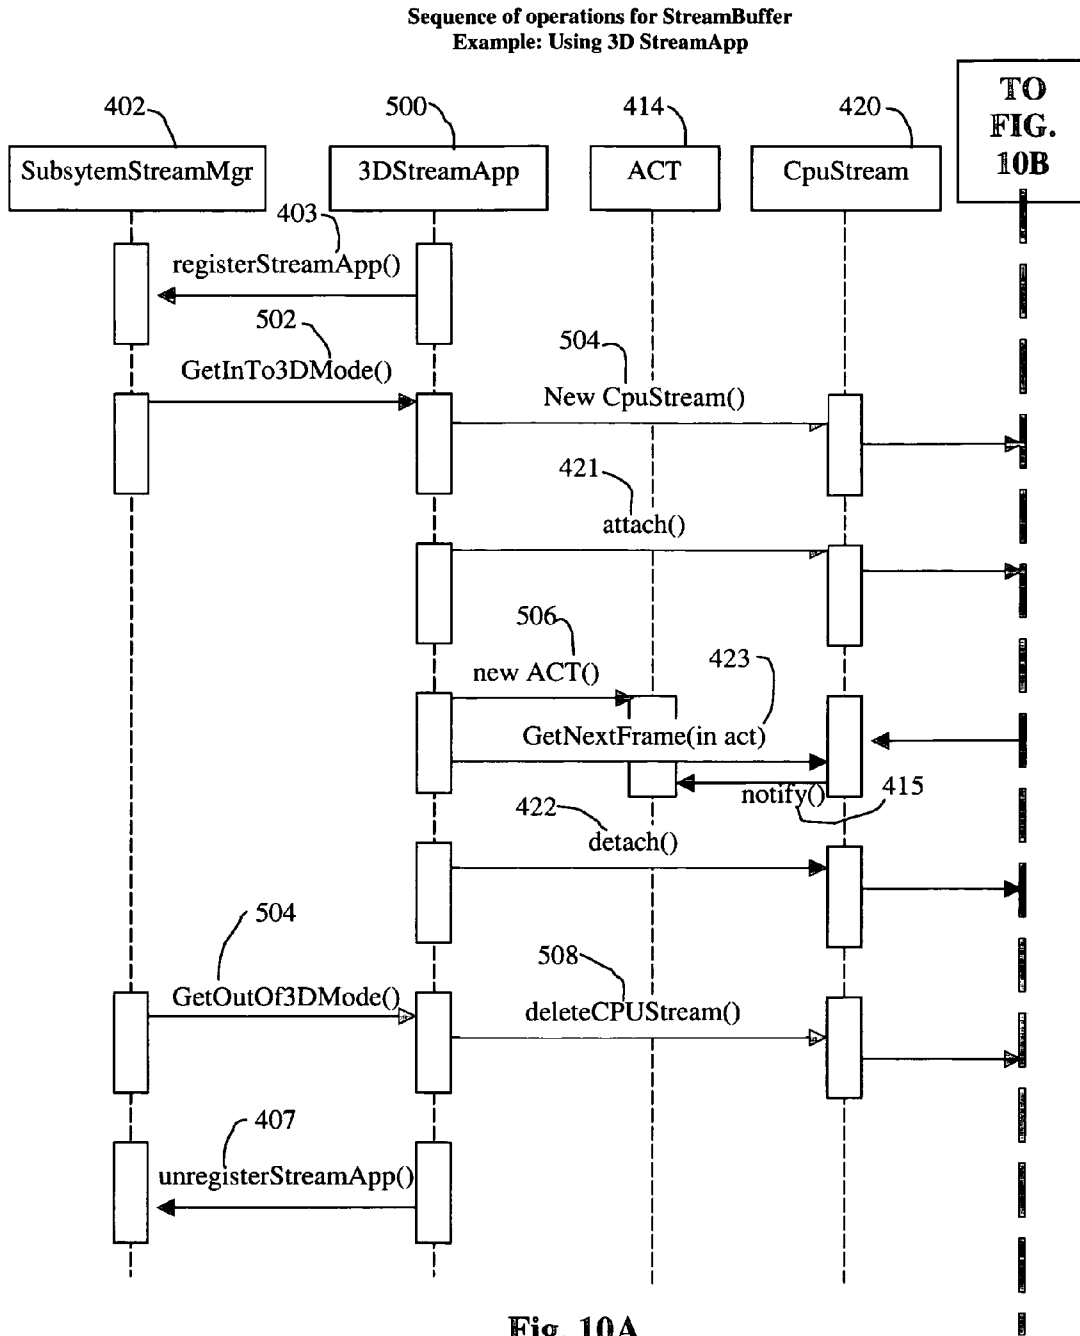 Sequence of operations for StreamBuffer
Example: Using 3D StreamApp
TO
FIG.
10B
402
500
414
420
SubsytemStreamMgr
3DStreamApp
ACT
CpuStream
403
registerStreamApp()
502
GetInTo3DMode()
504
New CpuStream()
421
attach()
506
new ACT()
423
GetNextFrame(in act)
notify()
415
422
detach()
504
GetOutOf3DMode()
508
deleteCPUStream()
407
unregisterStreamApp()
Fig. 10A